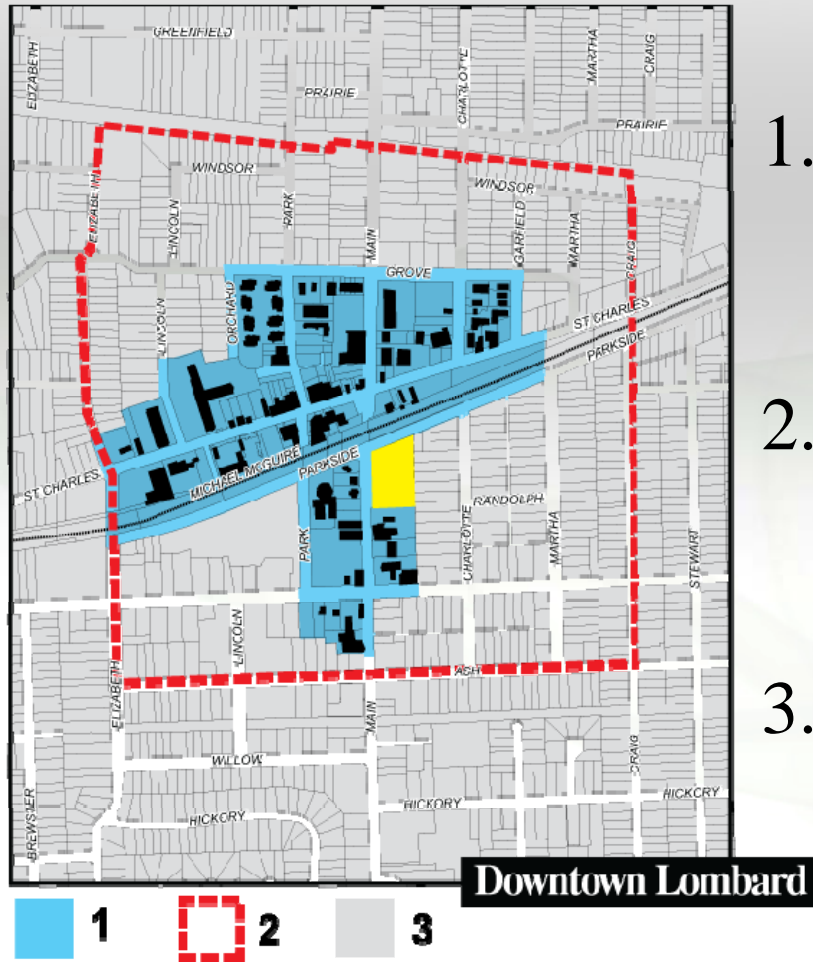 GREENFIELD
ELIZABETH
CHARLOTTE
MARTHA
CRAIG
PRAIRIE
PRAIRIE
1.
WINDSOR
WINDSOR
ELIZABETH
LINCOLN
PARK
MAIN
GARFIELD
MARTHA
CRAIG
GROVE
ORCHARD
LINCOLN
ST CHARLES
PARKSIDE
2.
ST CHARLES
MICHAEL MCGUIRE
PARKSIDE
RANDOLPH
PARK
CHARLOTTE
MARTHA
STEWART
LINCOLN
ELIZABETH
ASH
3.
MAIN
CRAIG
WILLOW
BREWSTER
HICKORY
HICKORY
HICKORY
Downtown Lombard
1 2 3